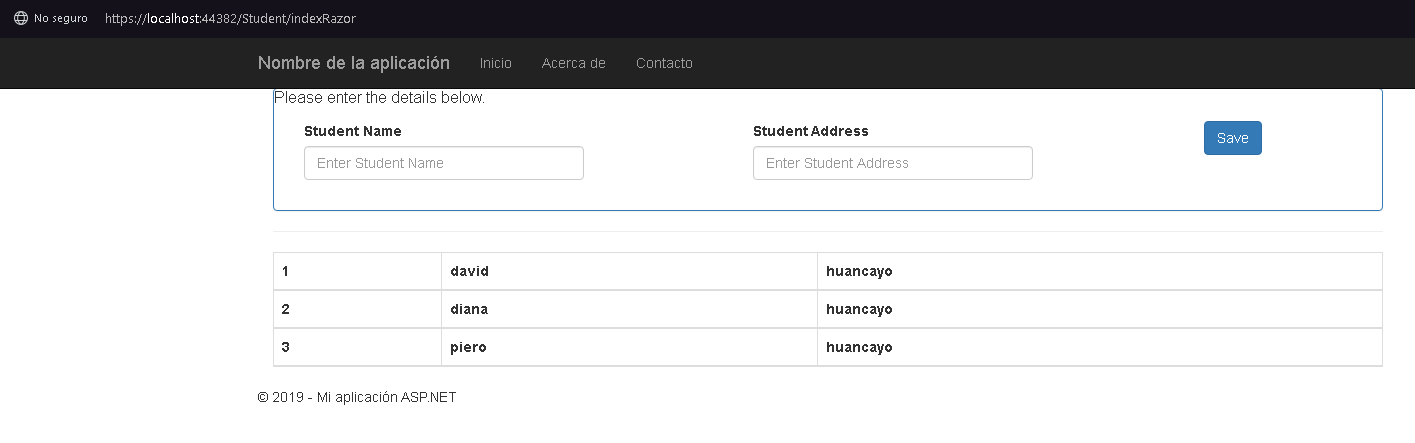 No seguro https://localhost:44382/Student/indexRazor
Nombre de la aplicación Inicio Acerca de Contacto
Please enter the details below.
Student Name Student Address Save
Enter Student Name Enter Student Address
1 david huancayo
2 diana huancayo
3 piero huancayo
© 2019 - Mi aplicación ASP.NET